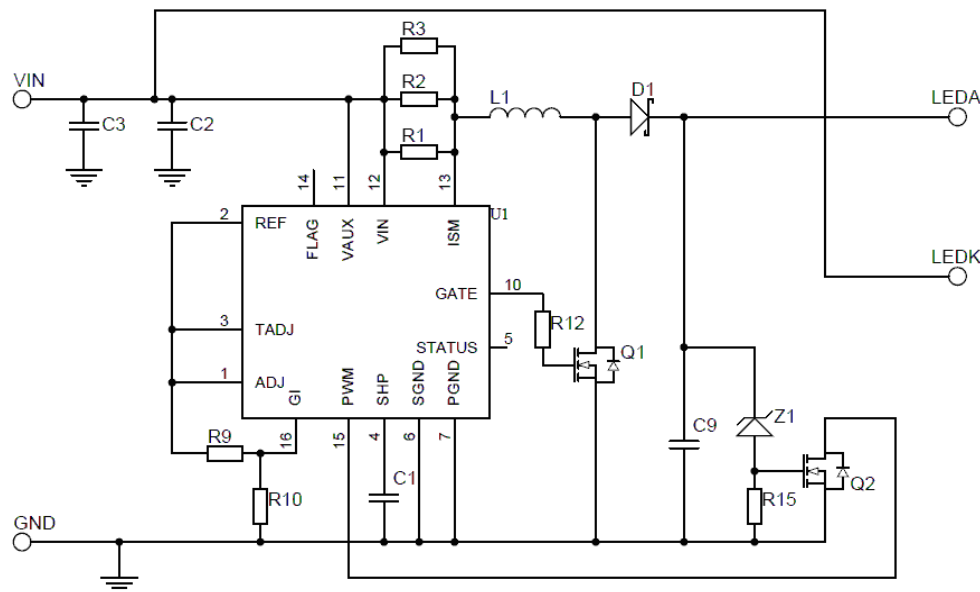 R3
VIN
R2
D1
L1
LEDA
C3
C2
R1
14
11
12
13
U1
2
REF
FLAG
VAUX
VIN
ISM
LEDK
GATE
10
R12
3
TADJ
STATUS
5
Q1
1
ADJ
GI
PWM
SHP
SGND
PGND
R9
16
15
4
6
7
C9
Z1
C1
R10
R15
Q2
GND